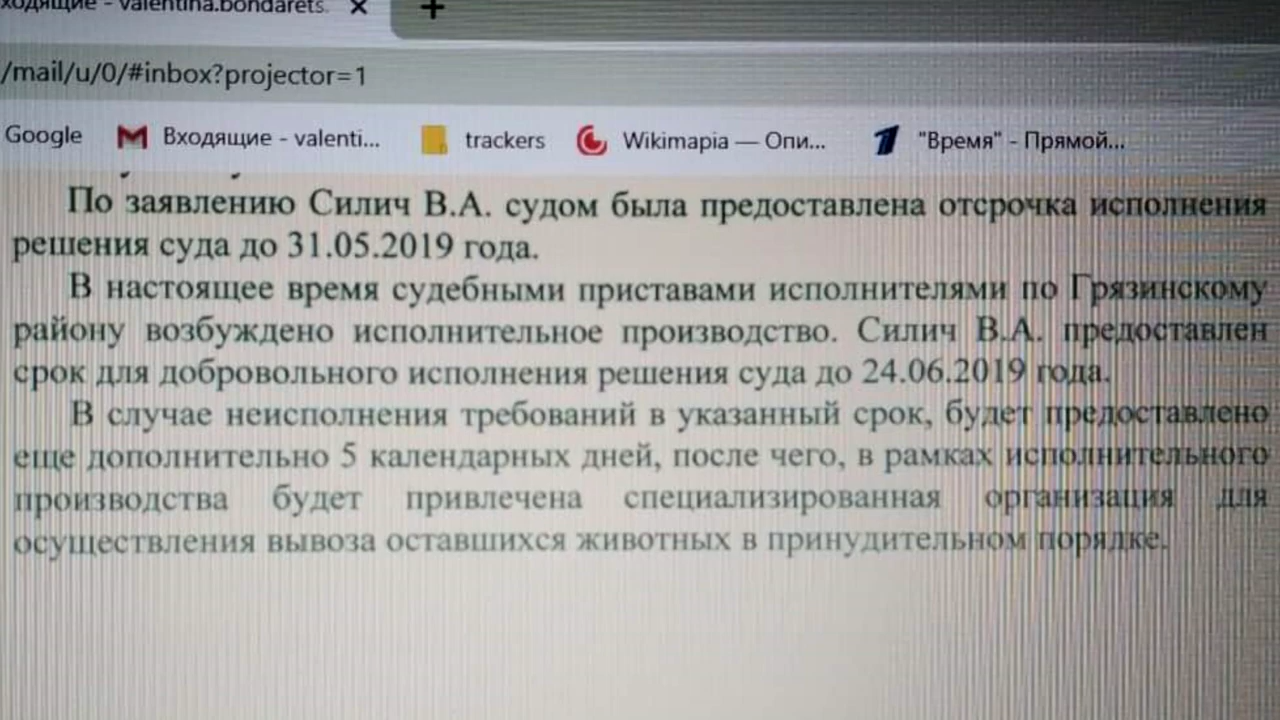 ходящие - valentina.bondarets. ✕ +
/mail/u/0/#inbox?projector=1
Google Входящие - valenti... trackers Wikimapia — Опи... "Время" - Прямой...
По заявлению Силич В.А. судом была предоставлена отсрочка исполнения
решения суда до 31.05.2019 года.
В настоящее время судебными приставами исполнителями по Грязинскому
району возбуждено исполнительное производство. Силич В.А. предоставлен
срок для добровольного исполнения решения суда до 24.06.2019 года.
В случае неисполнения требований в указанный срок, будет предоставлено
еще дополнительно 5 календарных дней, после чего, в рамках исполнительного
производства будет привлечена специализированная организация для
осуществления вывоза оставшихся животных в принудительном порядке.